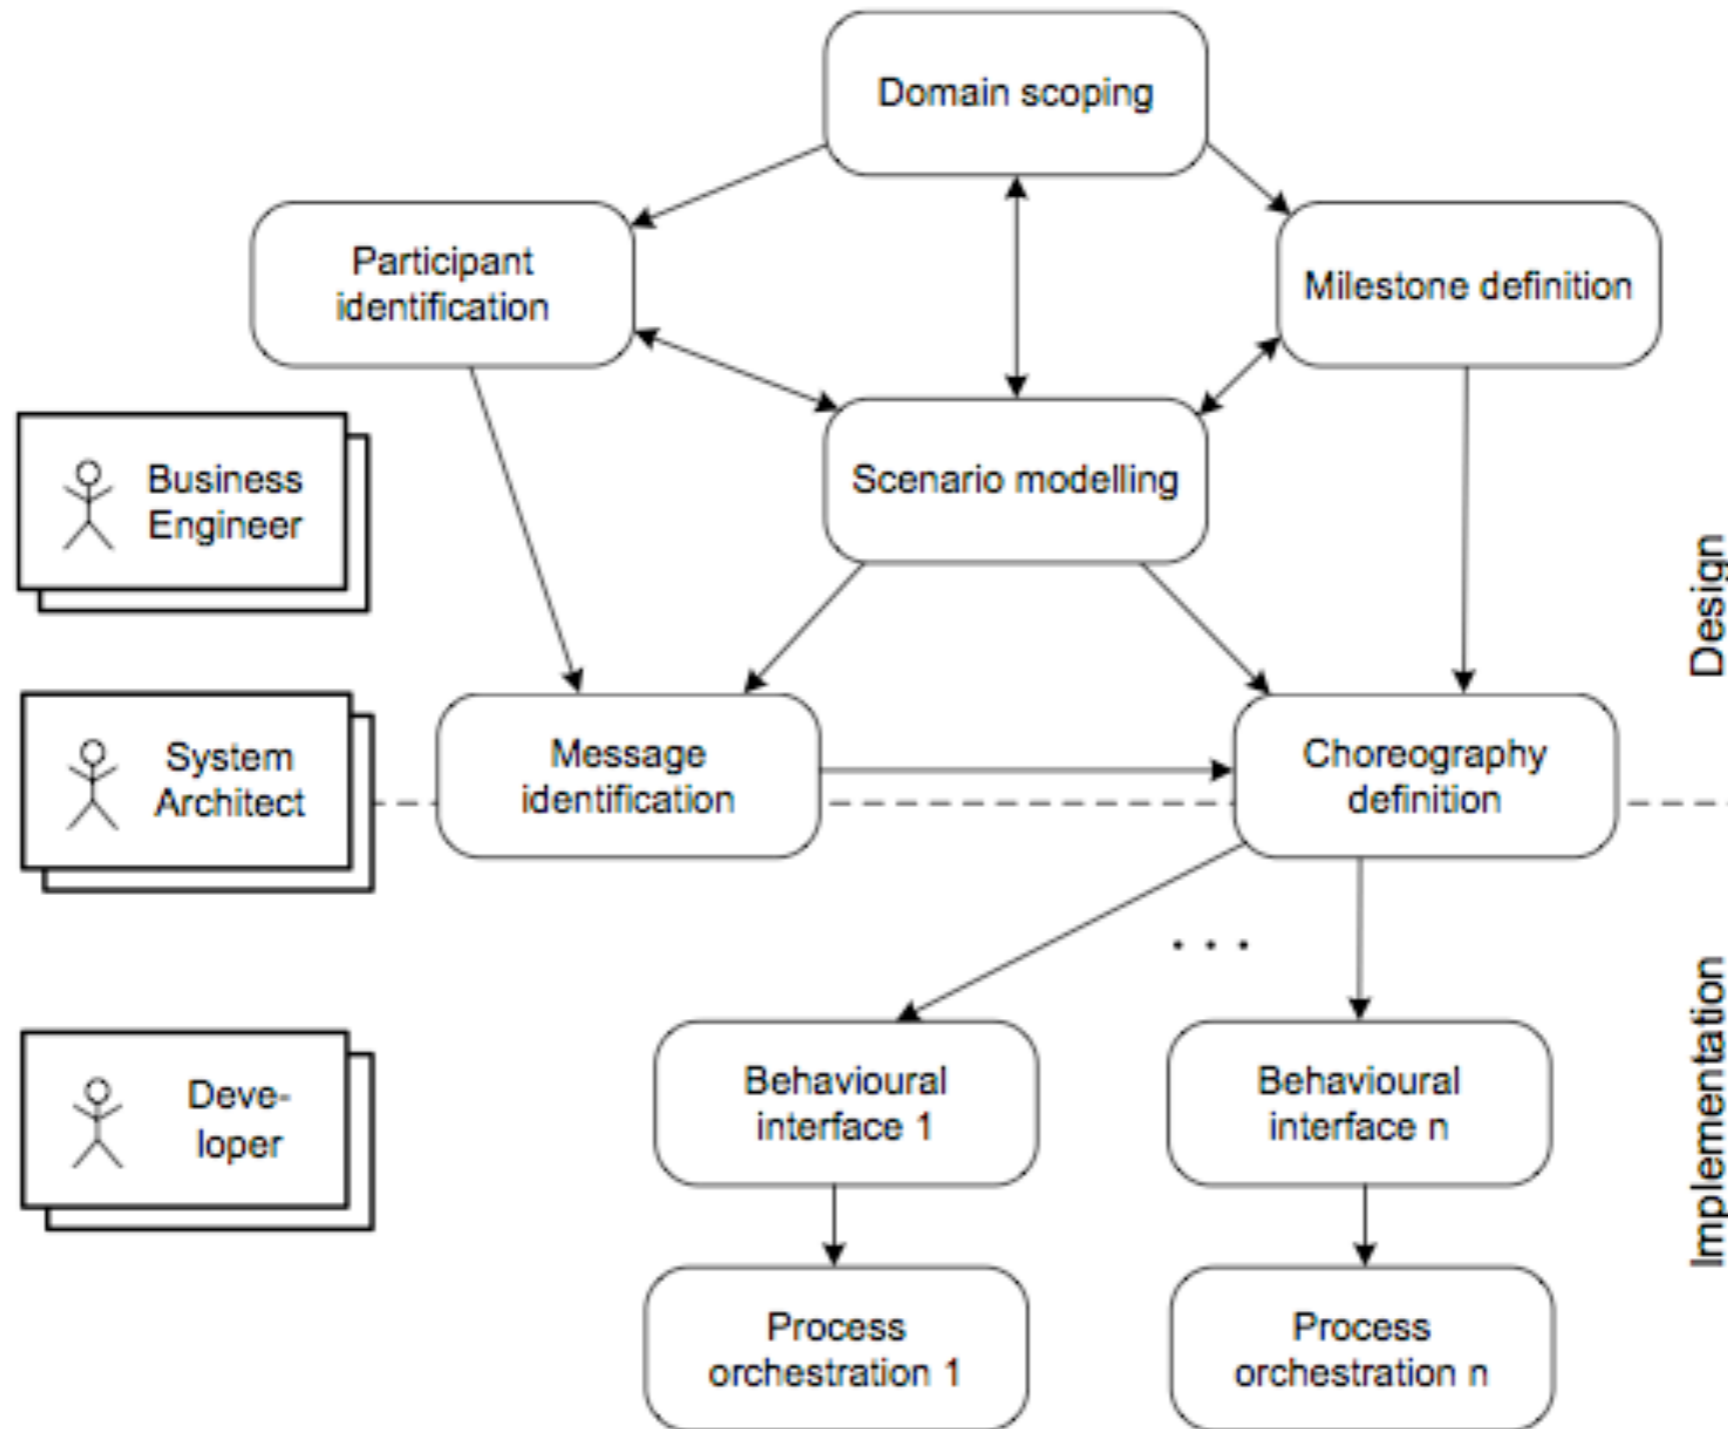 Domain scoping
Participant
identification
Milestone definition
Business
Engineer
Scenario modelling
Design
System
Architect
Message
identification
Choreography
definition
. . .
Implementation
Deve-
loper
Behavioural
interface 1
Behavioural
interface n
Process
orchestration 1
Process
orchestration n